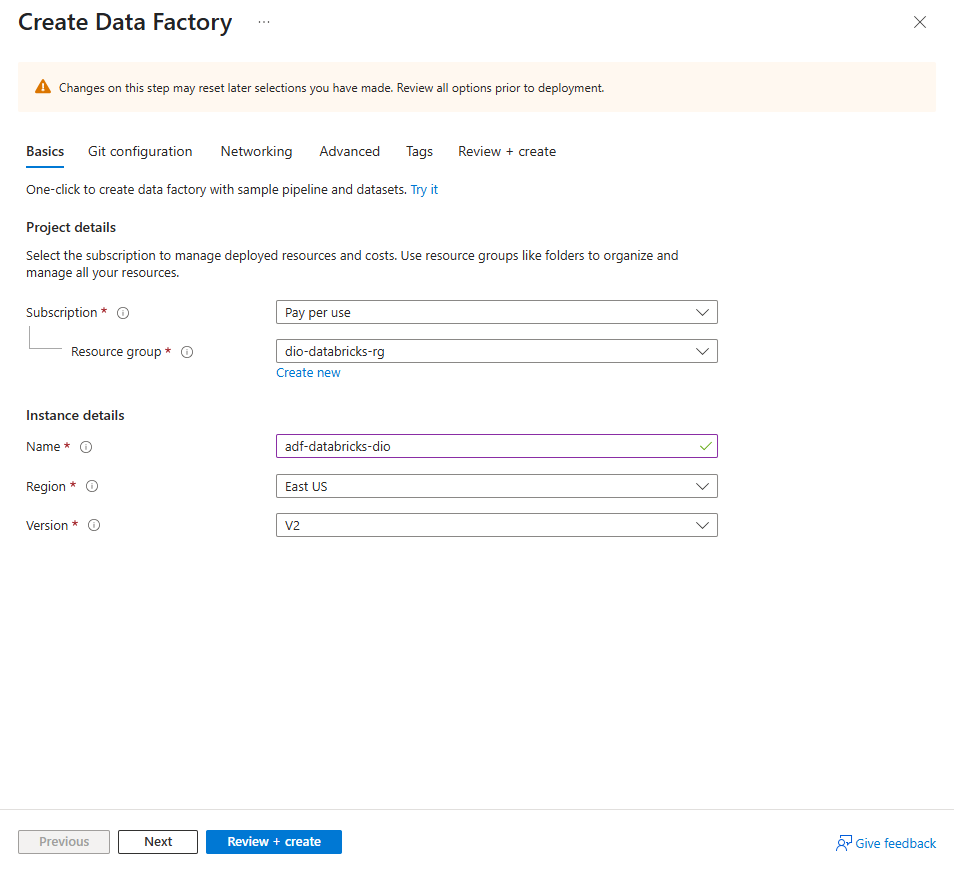 Create Data Factory ...
Changes on this step may reset later selections you have made. Review all options prior to deployment.
Basics Git configuration Networking Advanced Tags Review + create
One-click to create data factory with sample pipeline and datasets. Try it
Project details
Select the subscription to manage deployed resources and costs. Use resource groups like folders to organize and
manage all your resources.
Subscription * Pay per use
Resource group * dio-databricks-rg
Create new
Instance details
Name * adf-databricks-dio
Region * East US
Version * V2
Previous Next Review + create Give feedback